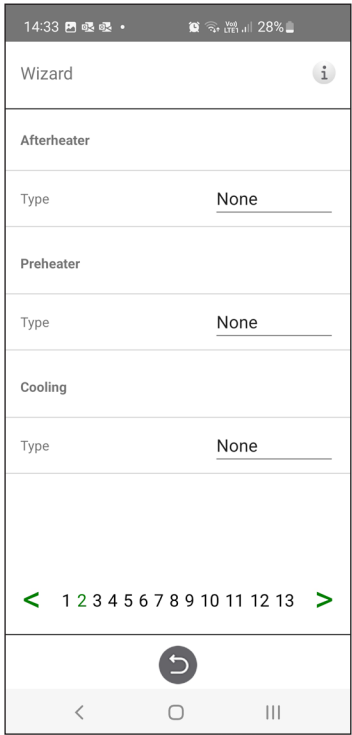 14:33 28%
Wizard i
Afterheater
Type None
Preheater
Type None
Cooling
Type None
< 1 2 3 4 5 6 7 8 9 10 11 12 13 >